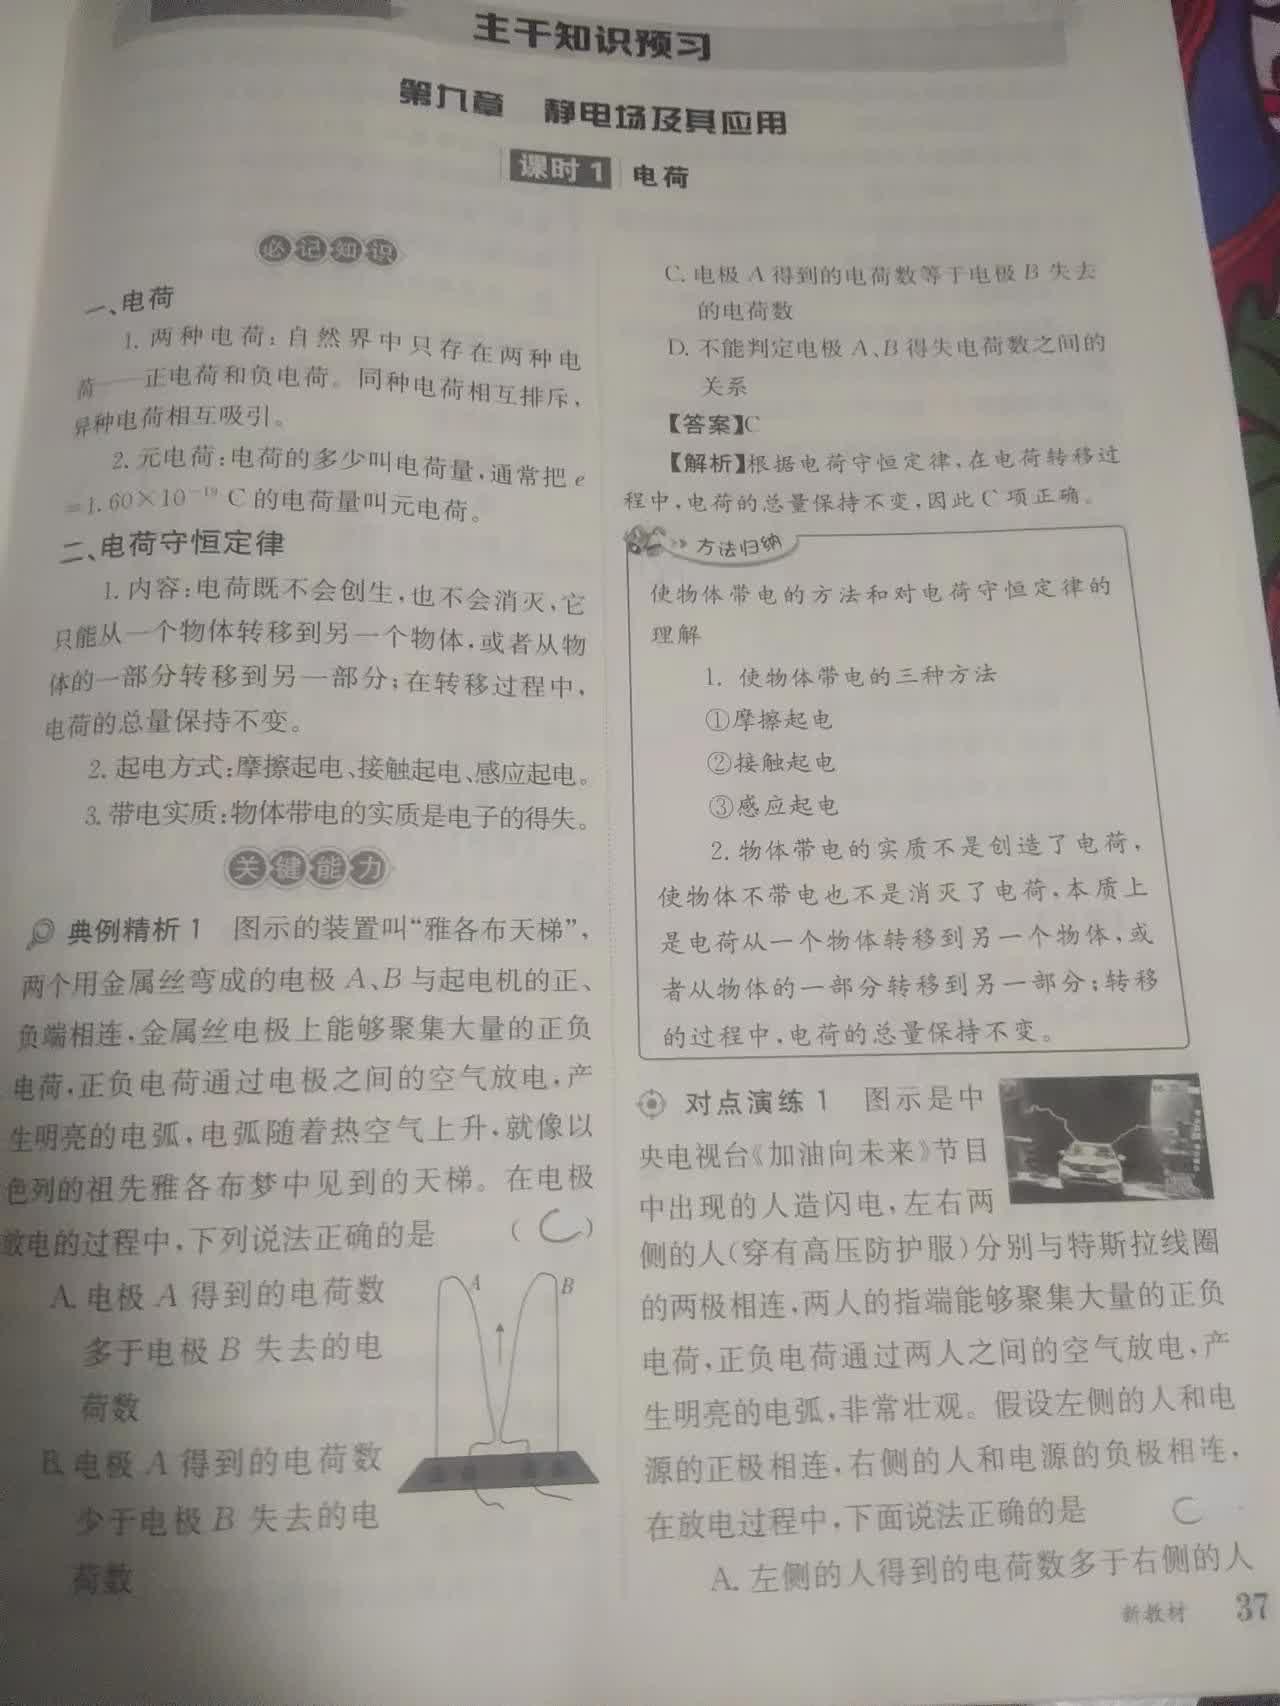 主干知识预习
第九章 静电场及其应用
课时1 电荷
必记知识
一、电荷
1. 两种电荷:自然界中只存在两种电
荷——正电荷和负电荷。同种电荷相互排斥,
异种电荷相互吸引。
2. 元电荷:电荷的多少叫电荷量,通常把 e
=1.60×10⁻¹⁹ C的电荷量叫元电荷。
二、电荷守恒定律
1. 内容:电荷既不会创生,也不会消灭,它
只能从一个物体转移到另一个物体,或者从物
体的一部分转移到另一部分;在转移过程中,
电荷的总量保持不变。
2. 起电方式:摩擦起电、接触起电、感应起电。
3. 带电实质:物体带电的实质是电子的得失。
关键能力
典例精析1 图示的装置叫“雅各布天梯”,
两个用金属丝弯成的电极 A、B 与起电机的正、
负端相连,金属丝电极上能够聚集大量的正负
电荷,正负电荷通过电极之间的空气放电,产
生明亮的电弧,电弧随着热空气上升,就像以
色列的祖先雅各布梦中见到的天梯。在电极
放电的过程中,下列说法正确的是 ( C )
A. 电极 A 得到的电荷数
多于电极 B 失去的电
荷数
B. 电极 A 得到的电荷数
少于电极 B 失去的电
荷数
A
B
C. 电极 A 得到的电荷数等于电极 B 失去
的电荷数
D. 不能判定电极 A、B 得失电荷数之间的
关系
【答案】C
【解析】根据电荷守恒定律,在电荷转移过
程中,电荷的总量保持不变,因此 C 项正确。
方法归纳
使物体带电的方法和对电荷守恒定律的
理解
1. 使物体带电的三种方法
①摩擦起电
②接触起电
③感应起电
2. 物体带电的实质不是创造了电荷,
使物体不带电也不是消灭了电荷,本质上
是电荷从一个物体转移到另一个物体,或
者从物体的一部分转移到另一部分;转移
的过程中,电荷的总量保持不变。
对点演练1 图示是中
央电视台《加油向未来》节目
中出现的人造闪电,左右两
侧的人(穿有高压防护服)分别与特斯拉线圈
的两极相连,两人的指端能够聚集大量的正负
电荷,正负电荷通过两人之间的空气放电,产
生明亮的电弧,非常壮观。假设左侧的人和电
源的正极相连,右侧的人和电源的负极相连,
在放电过程中,下面说法正确的是 C
A. 左侧的人得到的电荷数多于右侧的人
新教材 37